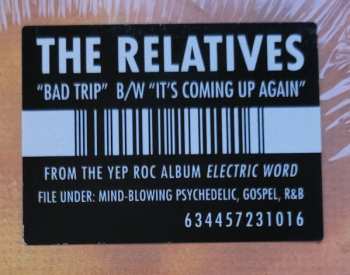 THE RELATIVES
"BAD TRIP" B/W "IT'S COMING UP AGAIN"
FROM THE YEP ROC ALBUM ELECTRIC WORD
FILE UNDER: MIND-BLOWING PSYCHEDELIC, GOSPEL, R&B
634457231016